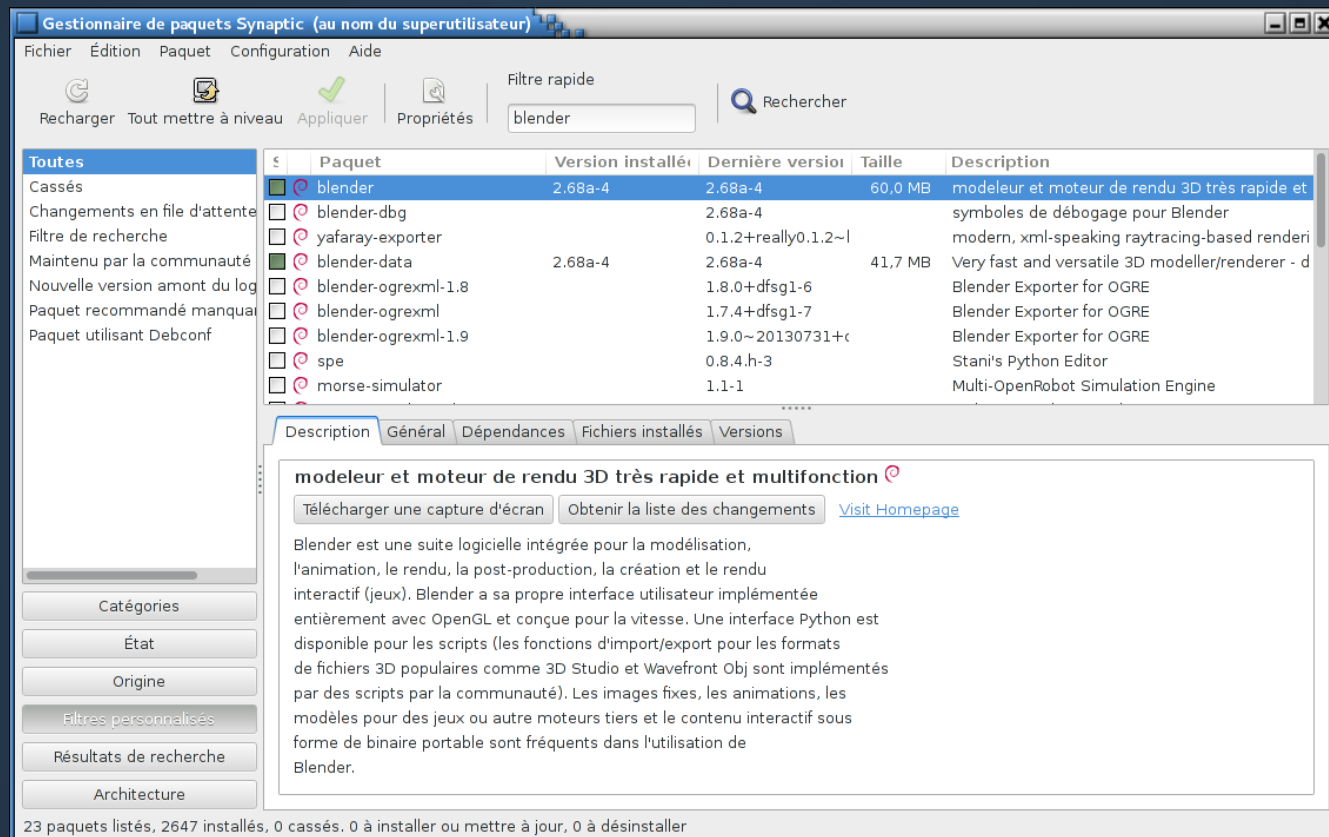 Gestionnaire de paquets Synaptic (au nom du superutilisateur)
Fichier Édition Paquet Configuration Aide
Filtre rapide
Recharger Tout mettre à niveau Appliquer Propriétés blender Rechercher
Toutes
Cassés
Changements en file d'attente
Filtre de recherche
Maintenu par la communauté
Nouvelle version amont du log
Paquet recommandé manquan
Paquet utilisant Debconf
S Paquet Version installée Dernière version Taille Description
blender 2.68a-4 2.68a-4 60,0 MB modeleur et moteur de rendu 3D très rapide et
blender-dbg 2.68a-4 symboles de débogage pour Blender
yafaray-exporter 0.1.2+really0.1.2~ modern, xml-speaking raytracing-based renderi
blender-data 2.68a-4 2.68a-4 41,7 MB Very fast and versatile 3D modeller/renderer - d
blender-ogrexml-1.8 1.8.0+dfsg1-6 Blender Exporter for OGRE
blender-ogrexml 1.7.4+dfsg1-7 Blender Exporter for OGRE
blender-ogrexml-1.9 1.9.0~20130731+ Blender Exporter for OGRE
spe 0.8.4.h-3 Stani's Python Editor
morse-simulator 1.1-1 Multi-OpenRobot Simulation Engine
Description Général Dépendances Fichiers installés Versions
modeleur et moteur de rendu 3D très rapide et multifonction
Télécharger une capture d'écran Obtenir la liste des changements Visit Homepage
Blender est une suite logicielle intégrée pour la modélisation,
l'animation, le rendu, la post-production, la création et le rendu
interactif (jeux). Blender a sa propre interface utilisateur implémentée
entièrement avec OpenGL et conçue pour la vitesse. Une interface Python est
disponible pour les scripts (les fonctions d'import/export pour les formats
de fichiers 3D populaires comme 3D Studio et Wavefront Obj sont implémentés
par des scripts par la communauté). Les images fixes, les animations, les
modèles pour des jeux ou autre moteurs tiers et le contenu interactif sous
forme de binaire portable sont fréquents dans l'utilisation de
Blender.
Catégories
État
Origine
Filtres personnalisés
Résultats de recherche
Architecture
23 paquets listés, 2647 installés, 0 cassés. 0 à installer ou mettre à jour, 0 à désinstaller